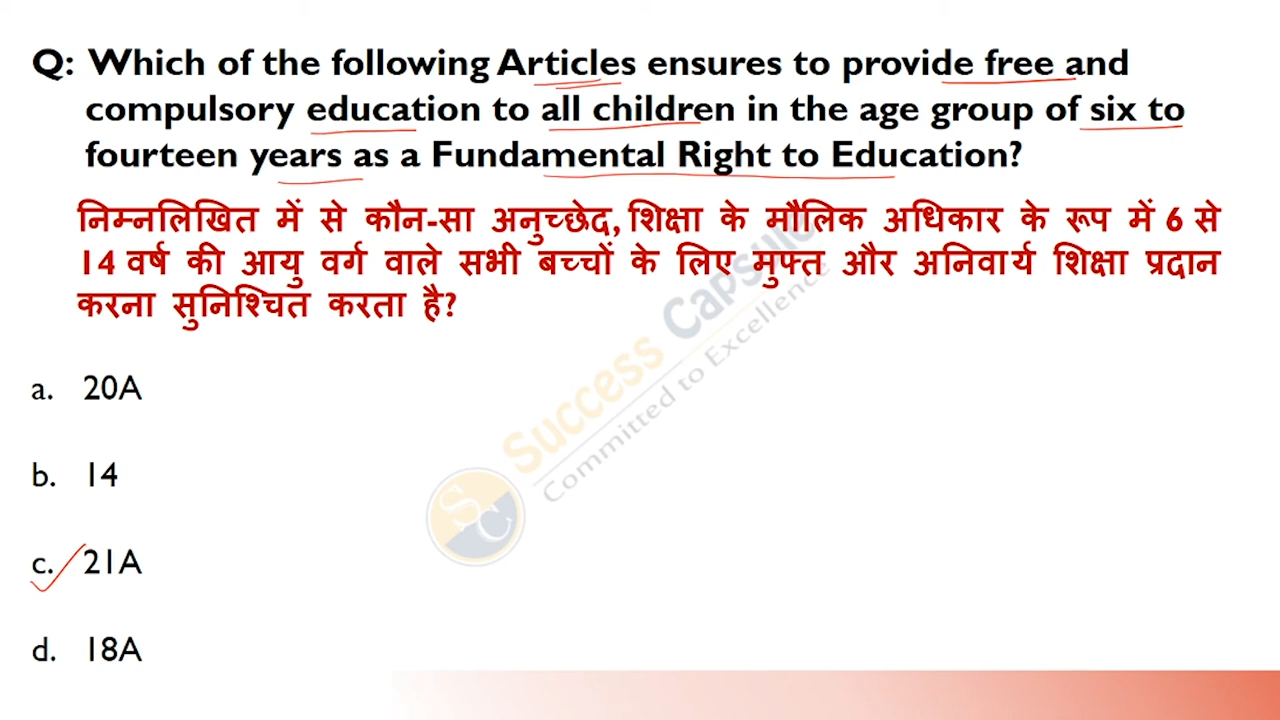 Q: Which of the following Articles ensures to provide free and
compulsory education to all children in the age group of six to
fourteen years as a Fundamental Right to Education?
निम्नलिखित में से कौन-सा अनुच्छेद, शिक्षा के मौलिक अधिकार के रूप में 6 से
14 वर्ष की आयु वर्ग वाले सभी बच्चों के लिए मुफ्त और अनिवार्य शिक्षा प्रदान
करना सुनिश्चित करता है?
a. 20A
b. 14
c. 21A
d. 18A
SC
Success Capsule
Committed to Excellence